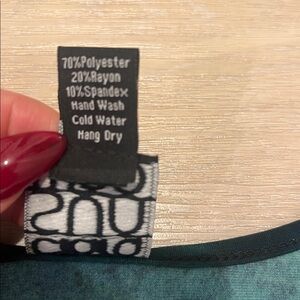 70%Polyester
20%Rayon
10%Spandex
Hand Wash
Cold Water
Hang Dry